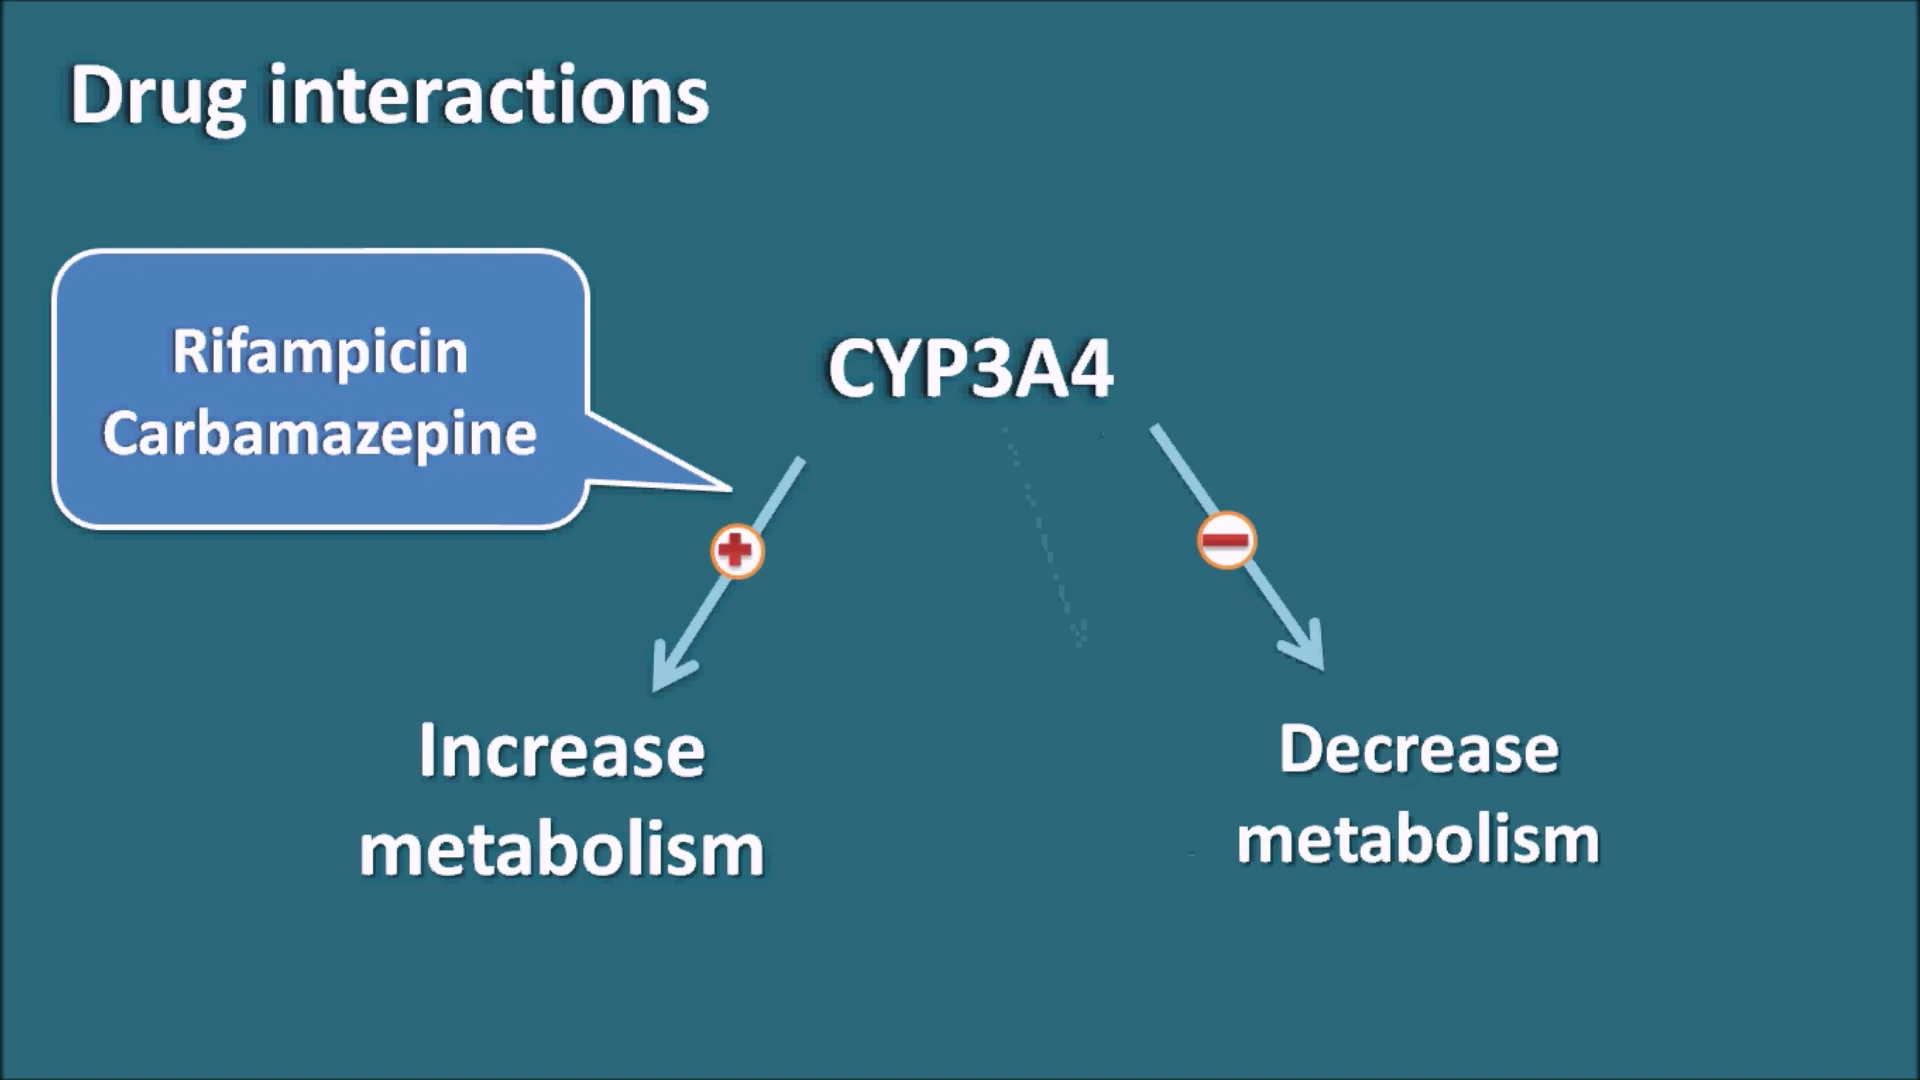 Drug interactions
Rifampicin
Carbamazepine
CYP3A4
Increase
metabolism
Decrease
metabolism